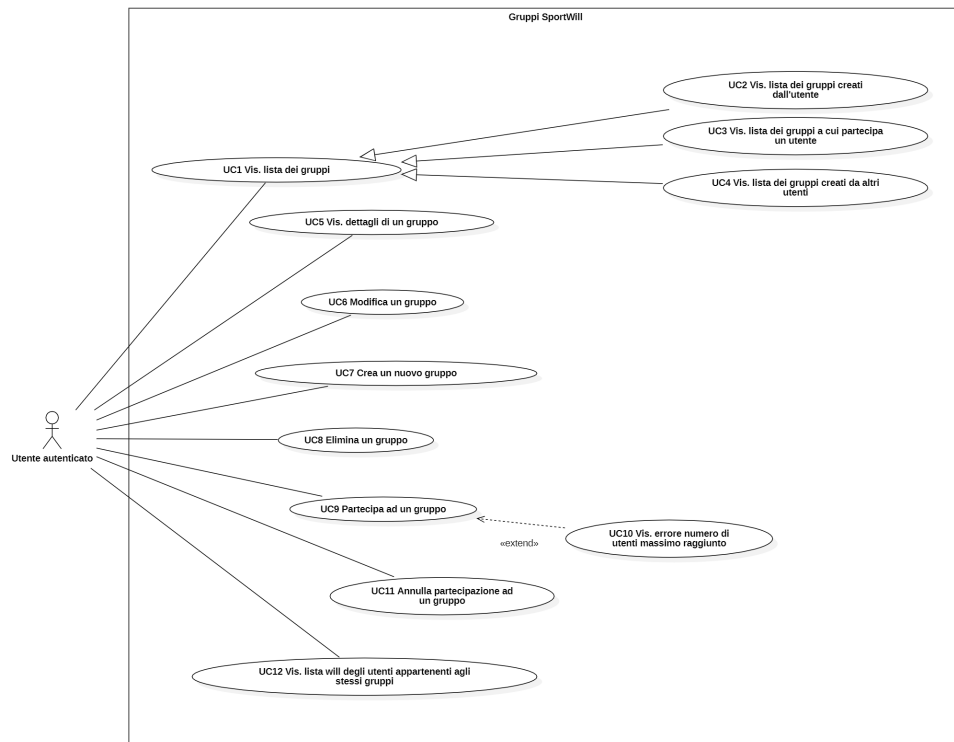 Gruppi SportWill
UC2 Vis. lista dei gruppi creati
dall'utente
UC3 Vis. lista dei gruppi a cui partecipa
un utente
UC1 Vis. lista dei gruppi
UC4 Vis. lista dei gruppi creati da altri
utenti
UC5 Vis. dettagli di un gruppo
UC6 Modifica un gruppo
UC7 Crea un nuovo gruppo
UC8 Elimina un gruppo
Utente autenticato
UC9 Partecipa ad un gruppo
«extend»
UC10 Vis. errore numero di
utenti massimo raggiunto
UC11 Annulla partecipazione ad
un gruppo
UC12 Vis. lista will degli utenti appartenenti agli
stessi gruppi